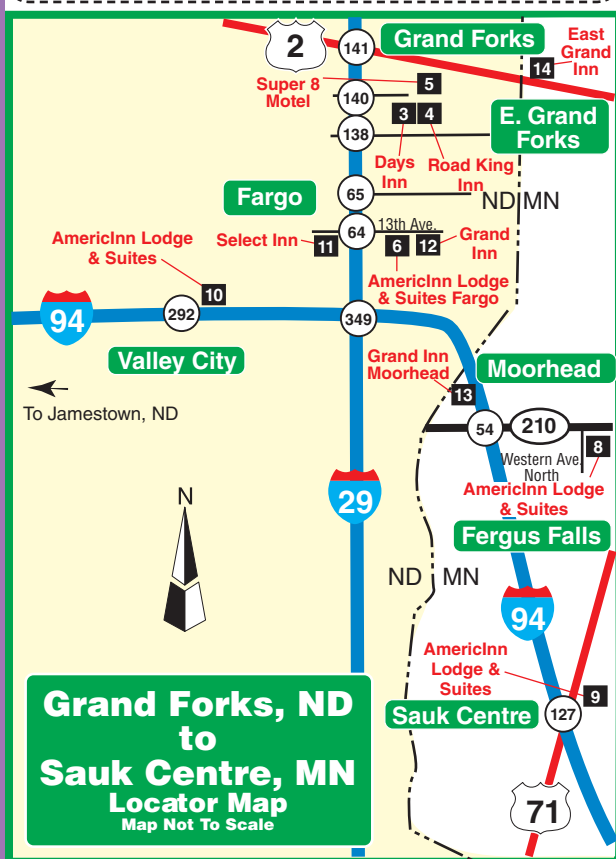 2
141
Grand Forks
East
Grand
Inn
14
Super 8
Motel
5
140
3
4
E. Grand
Forks
138
Days
Inn
Road King
Inn
Fargo
65
ND
MN
13th Ave.
Select Inn
11
64
6
12
Grand
Inn
AmericInn Lodge
& Suites
10
AmericInn Lodge
& Suites Fargo
94
292
349
Valley City
Grand Inn
Moorhead
13
Moorhead
To Jamestown, ND
54
210
8
Western Ave.
North
AmericInn Lodge
& Suites
N
29
Fergus Falls
ND
MN
94
AmericInn
Lodge &
Suites
9
Sauk Centre
127
Grand Forks, ND
to
Sauk Centre, MN
Locator Map
Map Not To Scale
71